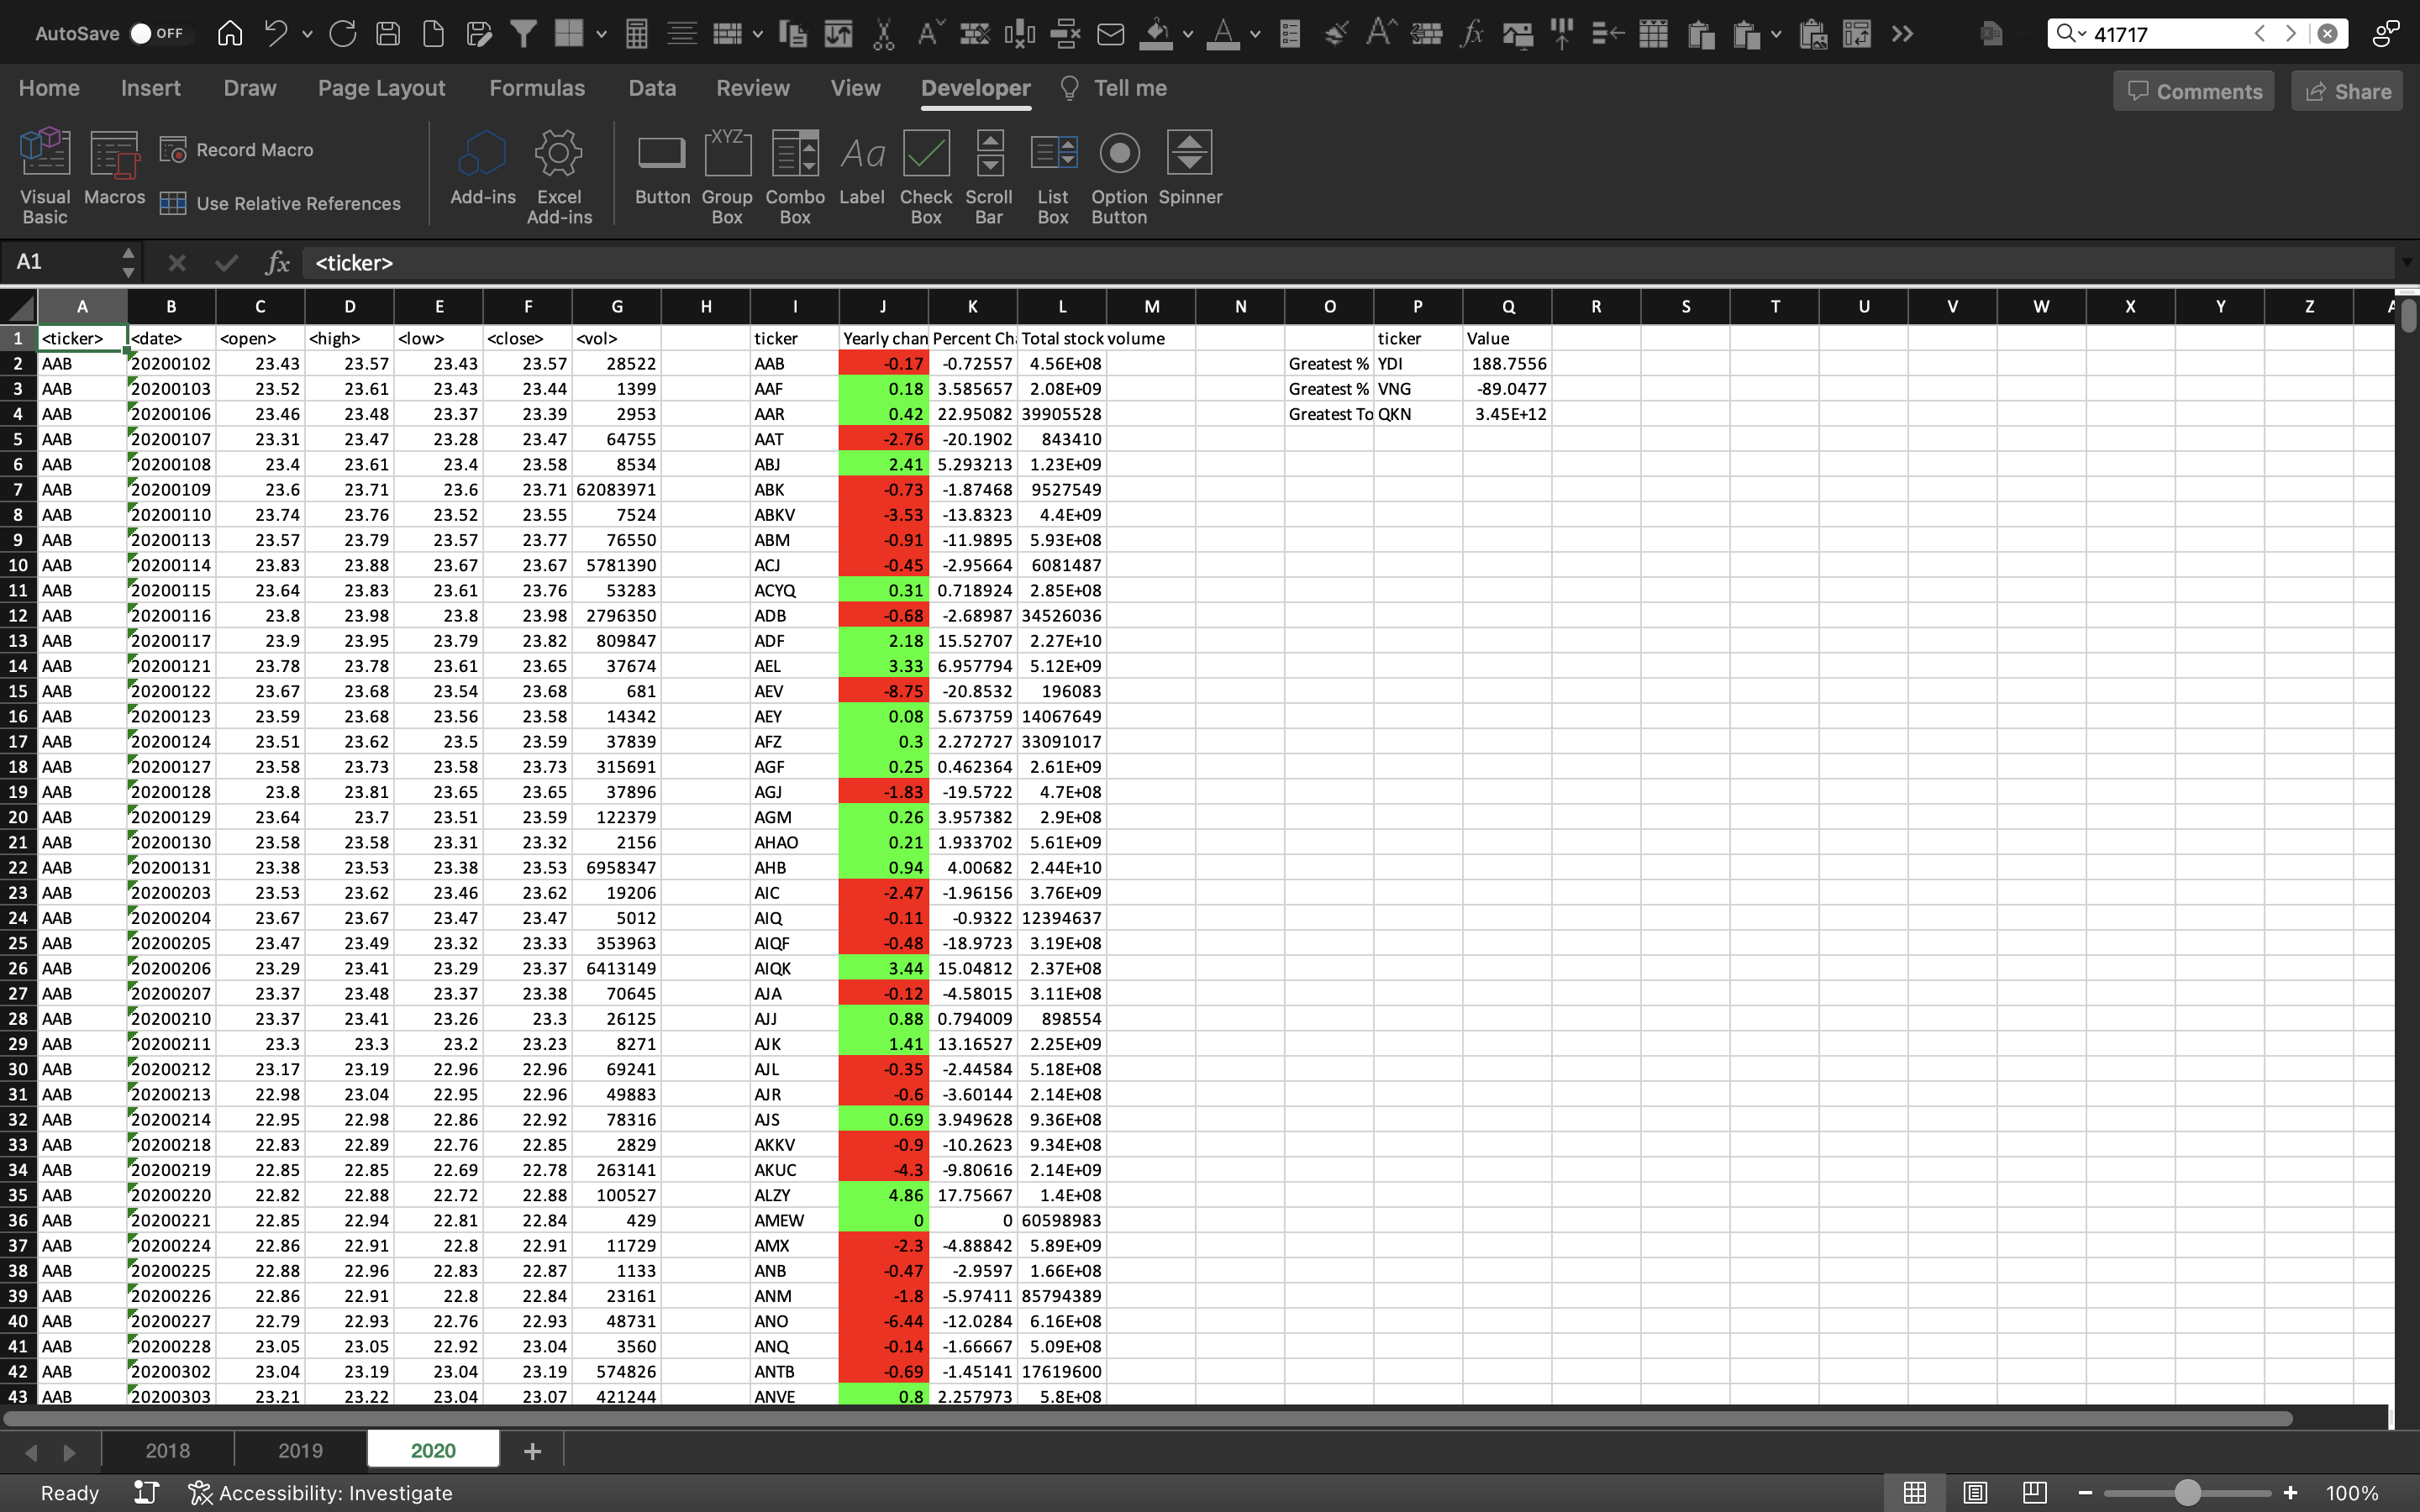 AutoSave OFF 41717
Home Insert Draw Page Layout Formulas Data Review View Developer Tell me Comments Share
Visual Basic Macros Record Macro Use Relative References Add-ins Excel Add-ins Button XYZ Group Box Combo Box Aa Label Check Box Scroll Bar List Box Option Button Spinner
A1 fx <ticker>
A B C D E F G H I J K L M N O P Q R S T U V W X Y Z A
1 <ticker> <date> <open> <high> <low> <close> <vol> ticker Yearly chan Percent Ch Total stock volume ticker Value
2 AAB 20200102 23.43 23.57 23.43 23.57 28522 AAB -0.17 -0.72557 4.56E+08 Greatest % YDI 188.7556
3 AAB 20200103 23.52 23.61 23.43 23.44 1399 AAF 0.18 3.585657 2.08E+09 Greatest % VNG -89.0477
4 AAB 20200106 23.46 23.48 23.37 23.39 2953 AAR 0.42 22.95082 39905528 Greatest To QKN 3.45E+12
5 AAB 20200107 23.31 23.47 23.28 23.47 64755 AAT -2.76 -20.1902 843410
6 AAB 20200108 23.4 23.61 23.4 23.58 8534 ABJ 2.41 5.293213 1.23E+09
7 AAB 20200109 23.6 23.71 23.6 23.71 62083971 ABK -0.73 -1.87468 9527549
8 AAB 20200110 23.74 23.76 23.52 23.55 7524 ABKV -3.53 -13.8323 4.4E+09
9 AAB 20200113 23.57 23.79 23.57 23.77 76550 ABM -0.91 -11.9895 5.93E+08
10 AAB 20200114 23.83 23.88 23.67 23.67 5781390 ACJ -0.45 -2.95664 6081487
11 AAB 20200115 23.64 23.83 23.61 23.76 53283 ACYQ 0.31 0.718924 2.85E+08
12 AAB 20200116 23.8 23.98 23.8 23.98 2796350 ADB -0.68 -2.68987 34526036
13 AAB 20200117 23.9 23.95 23.79 23.82 809847 ADF 2.18 15.52707 2.27E+10
14 AAB 20200121 23.78 23.78 23.61 23.65 37674 AEL 3.33 6.957794 5.12E+09
15 AAB 20200122 23.67 23.68 23.54 23.68 681 AEV -8.75 -20.8532 196083
16 AAB 20200123 23.59 23.68 23.56 23.58 14342 AEY 0.08 5.673759 14067649
17 AAB 20200124 23.51 23.62 23.5 23.59 37839 AFZ 0.3 2.272727 33091017
18 AAB 20200127 23.58 23.73 23.58 23.73 315691 AGF 0.25 0.462364 2.61E+09
19 AAB 20200128 23.8 23.81 23.65 23.65 37896 AGJ -1.83 -19.5722 4.7E+08
20 AAB 20200129 23.64 23.7 23.51 23.59 122379 AGM 0.26 3.957382 2.9E+08
21 AAB 20200130 23.58 23.58 23.31 23.32 2156 AHAO 0.21 1.933702 5.61E+09
22 AAB 20200131 23.38 23.53 23.38 23.53 6958347 AHB 0.94 4.00682 2.44E+10
23 AAB 20200203 23.53 23.62 23.46 23.62 19206 AIC -2.47 -1.96156 3.76E+09
24 AAB 20200204 23.67 23.67 23.47 23.47 5012 AIQ -0.11 -0.9322 12394637
25 AAB 20200205 23.47 23.49 23.32 23.33 353963 AIQF -0.48 -18.9723 3.19E+08
26 AAB 20200206 23.29 23.41 23.29 23.37 6413149 AIQK 3.44 15.04812 2.37E+08
27 AAB 20200207 23.37 23.48 23.37 23.38 70645 AJA -0.12 -4.58015 3.11E+08
28 AAB 20200210 23.37 23.41 23.26 23.3 26125 AJJ 0.88 0.794009 898554
29 AAB 20200211 23.3 23.3 23.2 23.23 8271 AJK 1.41 13.16527 2.25E+09
30 AAB 20200212 23.17 23.19 22.96 22.96 69241 AJL -0.35 -2.44584 5.18E+08
31 AAB 20200213 22.98 23.04 22.95 22.96 49883 AJR -0.6 -3.60144 2.14E+08
32 AAB 20200214 22.95 22.98 22.86 22.92 78316 AJS 0.69 3.949628 9.36E+08
33 AAB 20200218 22.83 22.89 22.76 22.85 2829 AKKV -0.9 -10.2623 9.34E+08
34 AAB 20200219 22.85 22.85 22.69 22.78 263141 AKUC -4.3 -9.80616 2.14E+09
35 AAB 20200220 22.82 22.88 22.72 22.88 100527 ALZY 4.86 17.75667 1.4E+08
36 AAB 20200221 22.85 22.94 22.81 22.84 429 AMEW 0 0 60598983
37 AAB 20200224 22.86 22.91 22.8 22.91 11729 AMX -2.3 -4.88842 5.89E+09
38 AAB 20200225 22.88 22.96 22.83 22.87 1133 ANB -0.47 -2.9597 1.66E+08
39 AAB 20200226 22.86 22.91 22.8 22.84 23161 ANM -1.8 -5.97411 85794389
40 AAB 20200227 22.79 22.93 22.76 22.93 48731 ANO -6.44 -12.0284 6.16E+08
41 AAB 20200228 23.05 23.05 22.92 23.04 3560 ANQ -0.14 -1.66667 5.09E+08
42 AAB 20200302 23.04 23.19 23.04 23.19 574826 ANTB -0.69 -1.45141 17619600
43 AAB 20200303 23.21 23.22 23.04 23.07 421244 ANVE 0.8 2.257973 5.8E+08
2018 2019 2020
Ready Accessibility: Investigate 100%